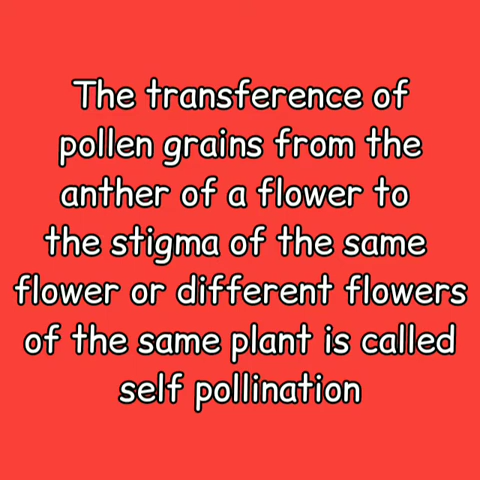 The transference of
pollen grains from the
anther of a flower to
the stigma of the same
flower or different flowers
of the same plant is called
self pollination